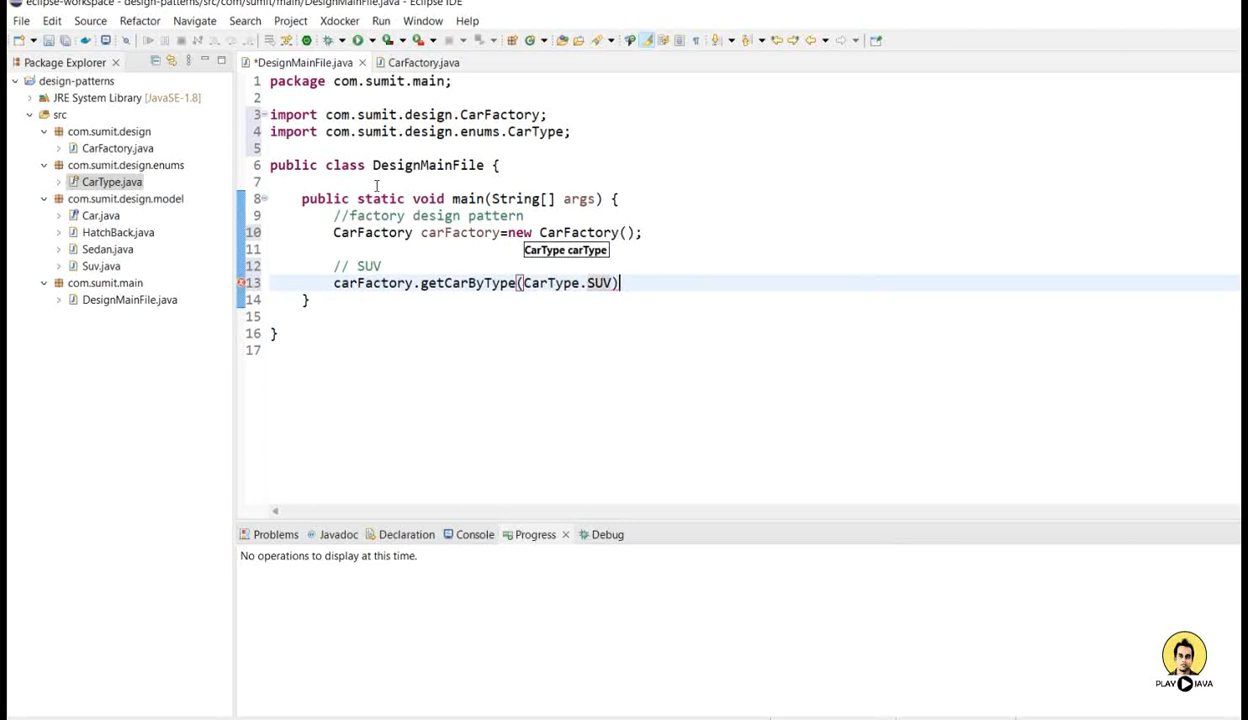 eclipse-workspace - design-patterns/src/com/sumit/main/DesignMainFile.java - Eclipse IDE
File Edit Source Refactor Navigate Search Project Xdocker Run Window Help
Package Explorer
*DesignMainFile.java CarFactory.java
design-patterns
JRE System Library [JavaSE-1.8]
src
com.sumit.design
CarFactory.java
com.sumit.design.enums
CarType.java
com.sumit.design.model
Car.java
HatchBack.java
Sedan.java
Suv.java
com.sumit.main
DesignMainFile.java
1 package com.sumit.main;
2
3 import com.sumit.design.CarFactory;
4 import com.sumit.design.enums.CarType;
5
6 public class DesignMainFile {
7
8 public static void main(String[] args) {
9 //factory design pattern
10 CarFactory carFactory=new CarFactory();
11 CarType carType
12 // SUV
13 carFactory.getCarByType(CarType.SUV)
14 }
15
16 }
17
Problems Javadoc Declaration Console Progress Debug
No operations to display at this time.
PLAY JAVA